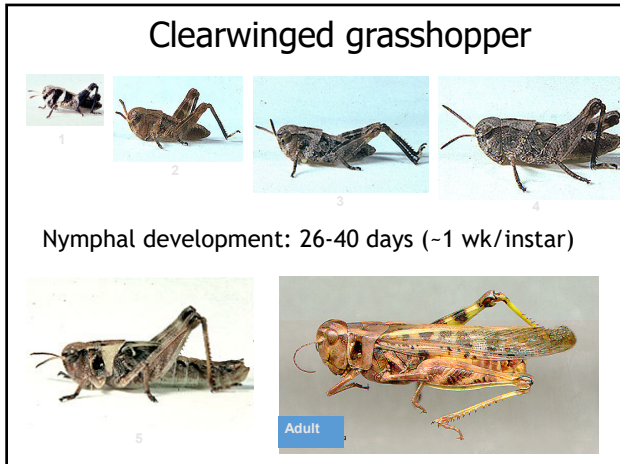 Clearwinged grasshopper
1
2
3
4
Nymphal development: 26-40 days (~1 wk/instar)
5
Adult